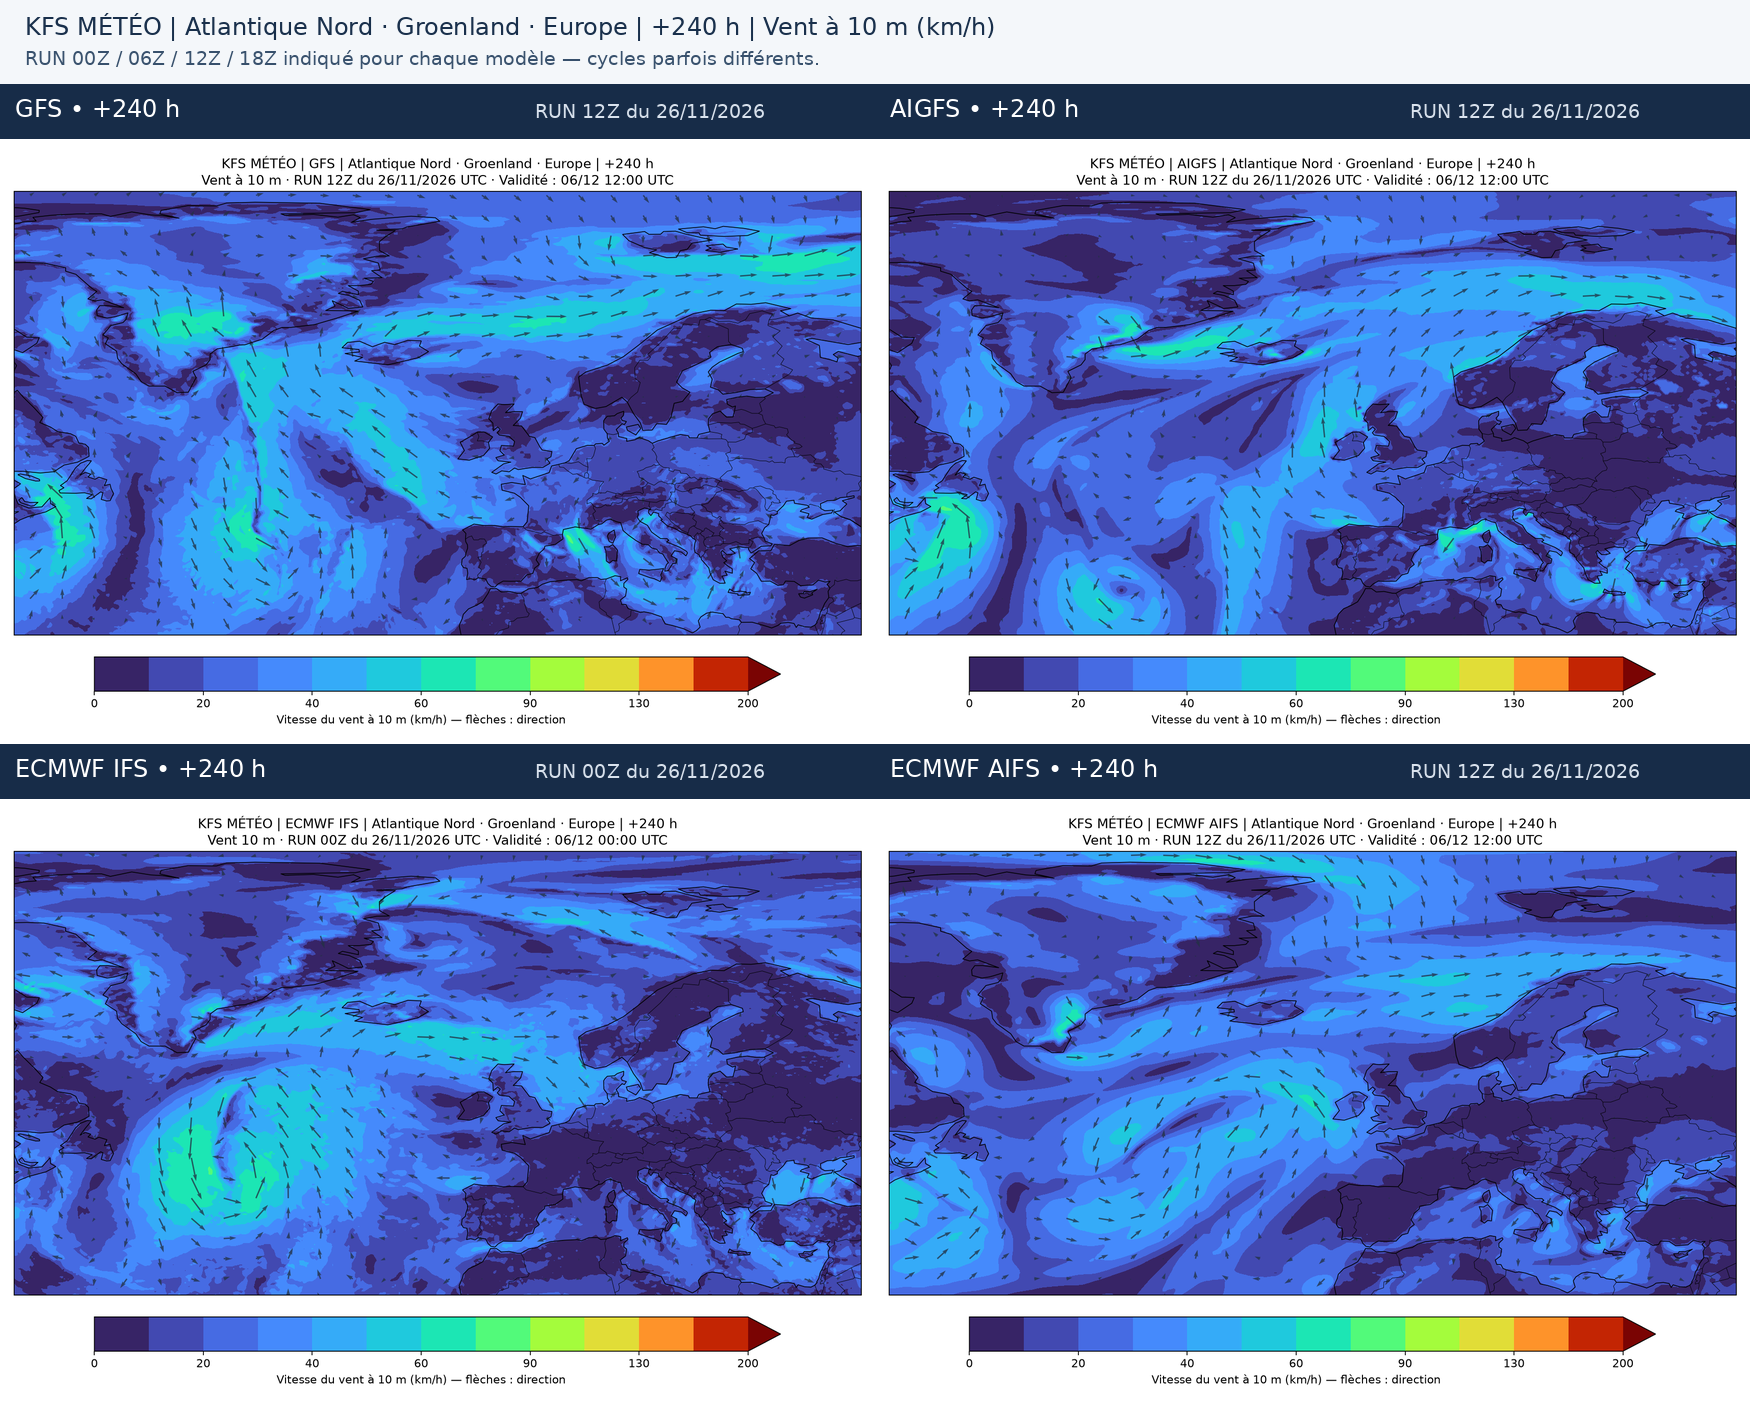 KFS MÉTÉO | Atlantique Nord · Groenland · Europe | +240 h | Vent à 10 m (km/h)
RUN 00Z / 06Z / 12Z / 18Z indiqué pour chaque modèle — cycles parfois différents.
GFS • +240 h RUN 12Z du 26/11/2026
KFS MÉTÉO | GFS | Atlantique Nord · Groenland · Europe | +240 h
Vent à 10 m · RUN 12Z du 26/11/2026 UTC · Validité : 06/12 12:00 UTC
0 20 40 60 90 130 200
Vitesse du vent à 10 m (km/h) — flèches : direction
AIGFS • +240 h RUN 12Z du 26/11/2026
KFS MÉTÉO | AIGFS | Atlantique Nord · Groenland · Europe | +240 h
Vent à 10 m · RUN 12Z du 26/11/2026 UTC · Validité : 06/12 12:00 UTC
0 20 40 60 90 130 200
Vitesse du vent à 10 m (km/h) — flèches : direction
ECMWF IFS • +240 h RUN 00Z du 26/11/2026
KFS MÉTÉO | ECMWF IFS | Atlantique Nord · Groenland · Europe | +240 h
Vent 10 m · RUN 00Z du 26/11/2026 UTC · Validité : 06/12 00:00 UTC
0 20 40 60 90 130 200
Vitesse du vent à 10 m (km/h) — flèches : direction
ECMWF AIFS • +240 h RUN 12Z du 26/11/2026
KFS MÉTÉO | ECMWF AIFS | Atlantique Nord · Groenland · Europe | +240 h
Vent 10 m · RUN 12Z du 26/11/2026 UTC · Validité : 06/12 12:00 UTC
0 20 40 60 90 130 200
Vitesse du vent à 10 m (km/h) — flèches : direction